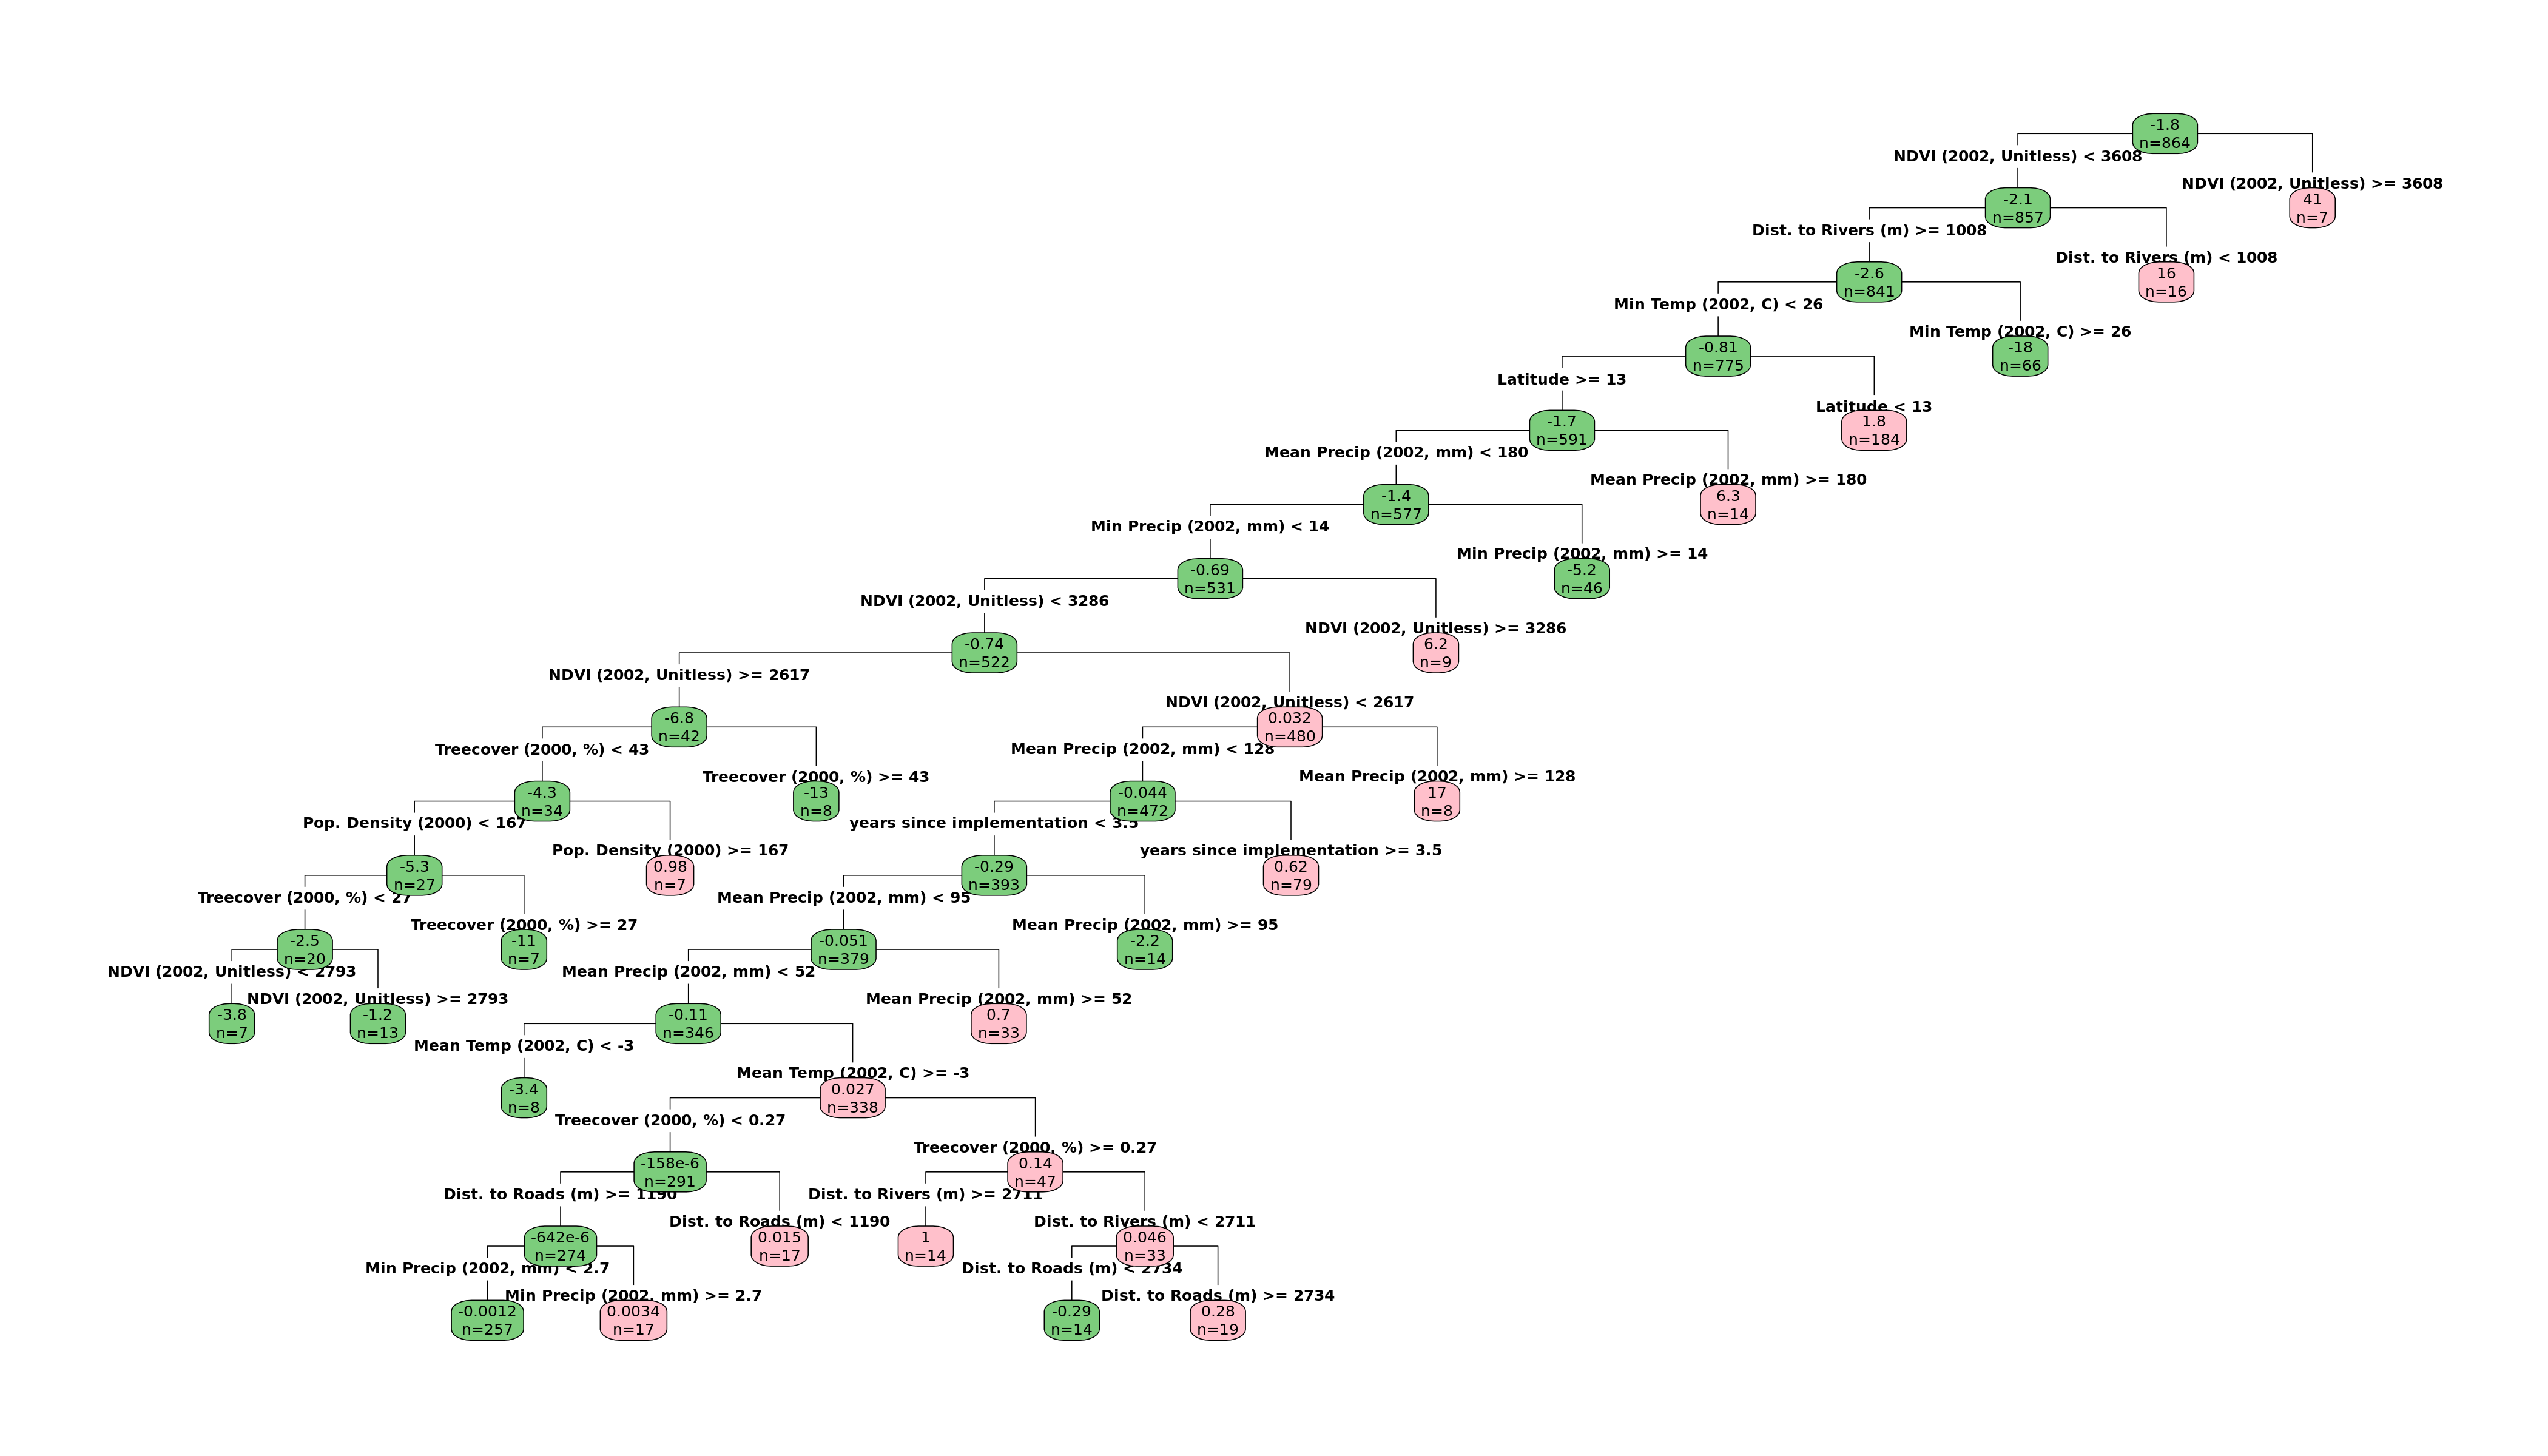 -1.8
n=864
NDVI (2002, Unitless) < 3608
NDVI (2002, Unitless) >= 3608
-2.1
n=857
41
n=7
Dist. to Rivers (m) >= 1008
Dist. to Rivers (m) < 1008
-2.6
n=841
16
n=16
Min Temp (2002, C) < 26
Min Temp (2002, C) >= 26
-0.81
n=775
-18
n=66
Latitude >= 13
Latitude < 13
-1.7
n=591
1.8
n=184
Mean Precip (2002, mm) < 180
Mean Precip (2002, mm) >= 180
-1.4
n=577
6.3
n=14
Min Precip (2002, mm) < 14
Min Precip (2002, mm) >= 14
-0.69
n=531
-5.2
n=46
NDVI (2002, Unitless) < 3286
NDVI (2002, Unitless) >= 3286
-0.74
n=522
6.2
n=9
NDVI (2002, Unitless) >= 2617
NDVI (2002, Unitless) < 2617
-6.8
n=42
0.032
n=480
Treecover (2000, %) < 43
Treecover (2000, %) >= 43
Mean Precip (2002, mm) < 128
Mean Precip (2002, mm) >= 128
-4.3
n=34
-13
n=8
-0.044
n=472
17
n=8
Pop. Density (2000) < 167
Pop. Density (2000) >= 167
years since implementation < 3.5
years since implementation >= 3.5
-5.3
n=27
0.98
n=7
-0.29
n=393
0.62
n=79
Treecover (2000, %) < 27
Treecover (2000, %) >= 27
Mean Precip (2002, mm) < 95
Mean Precip (2002, mm) >= 95
-2.5
n=20
-11
n=7
-0.051
n=379
-2.2
n=14
NDVI (2002, Unitless) < 2793
NDVI (2002, Unitless) >= 2793
Mean Precip (2002, mm) < 52
Mean Precip (2002, mm) >= 52
-3.8
n=7
-1.2
n=13
-0.11
n=346
0.7
n=33
Mean Temp (2002, C) < -3
Mean Temp (2002, C) >= -3
-3.4
n=8
0.027
n=338
Treecover (2000, %) < 0.27
Treecover (2000, %) >= 0.27
-158e-6
n=291
0.14
n=47
Dist. to Roads (m) >= 1190
Dist. to Roads (m) < 1190
Dist. to Rivers (m) >= 2711
Dist. to Rivers (m) < 2711
-642e-6
n=274
0.015
n=17
1
n=14
0.046
n=33
Min Precip (2002, mm) < 2.7
Min Precip (2002, mm) >= 2.7
Dist. to Roads (m) < 2734
Dist. to Roads (m) >= 2734
-0.0012
n=257
0.0034
n=17
-0.29
n=14
0.28
n=19